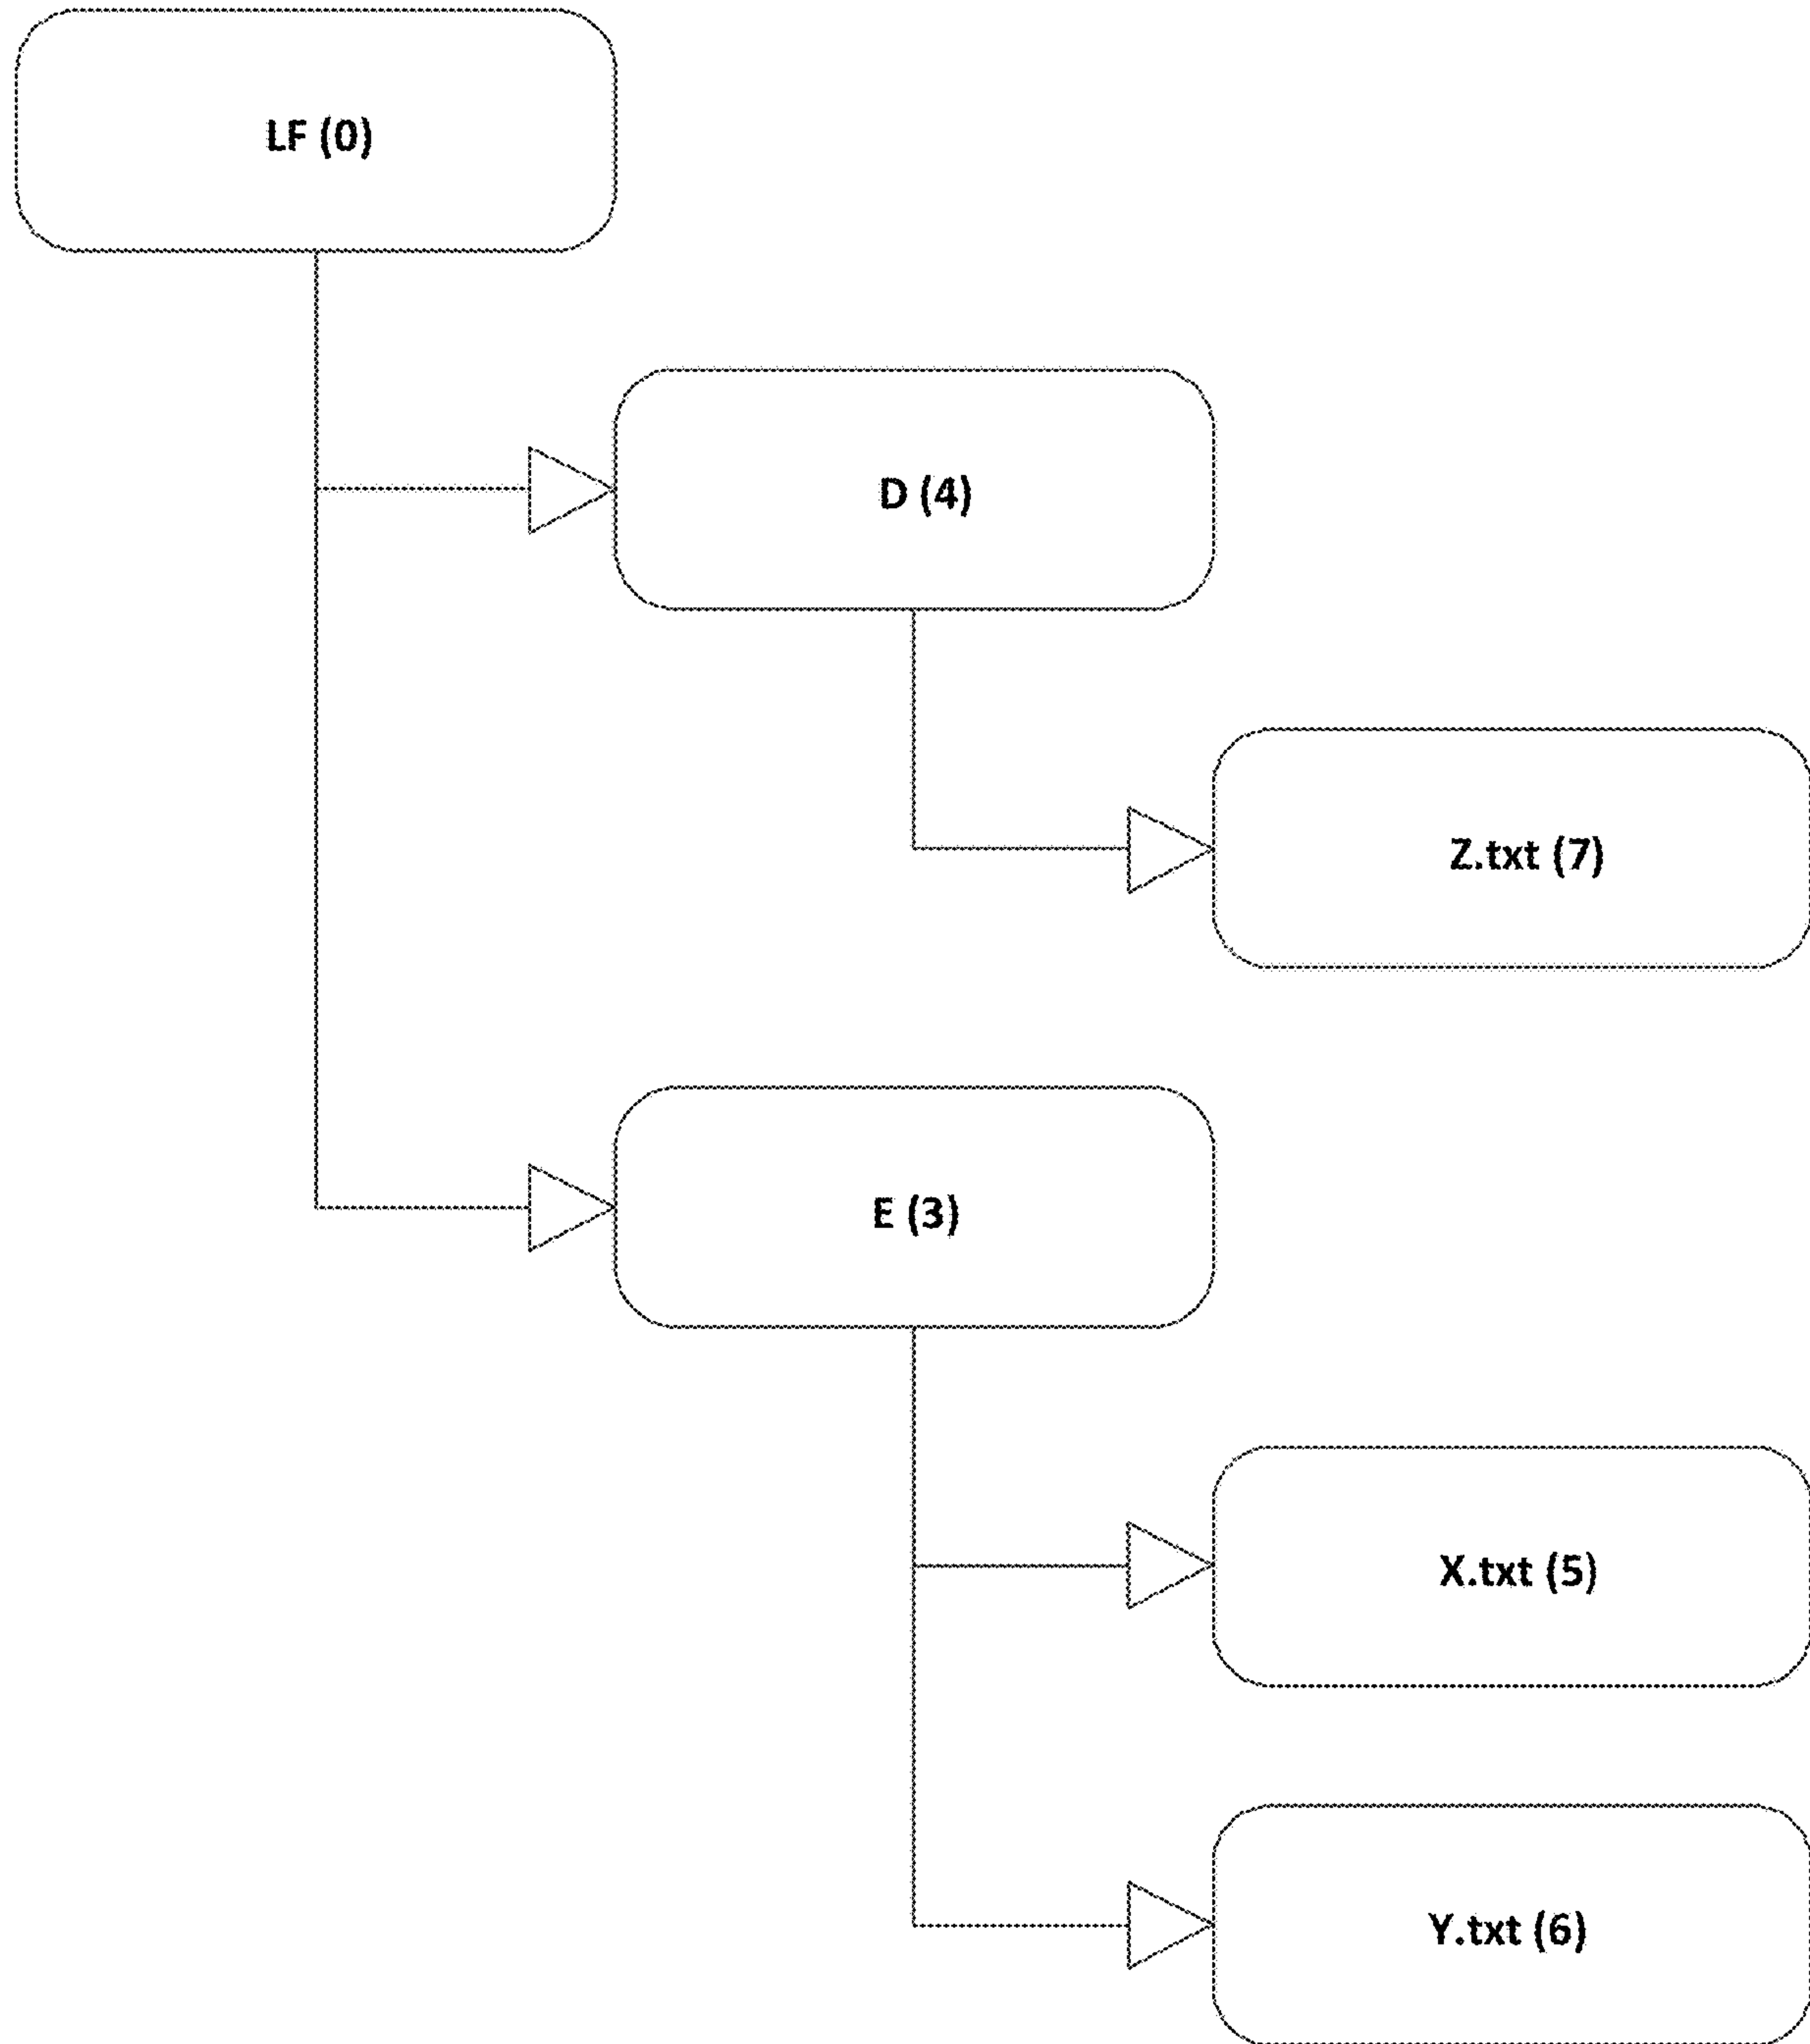 LF (0)
D (4)
Z.txt (7)
E (3)
X.txt (5)
Y.txt (6)